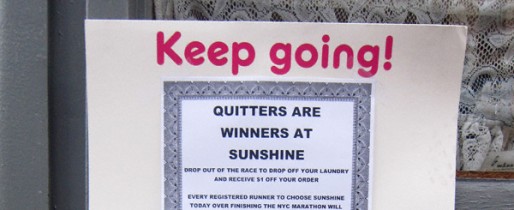 Keep going!
QUITTERS ARE
WINNERS AT
SUNSHINE
DROP OUT OF THE RACE TO DROP OFF YOUR LAUNDRY
AND RECEIVE $1 OFF YOUR ORDER
EVERY REGISTERED RUNNER TO CHOOSE SUNSHINE
TODAY OVER FINISHING THE NYC MARATHON WILL